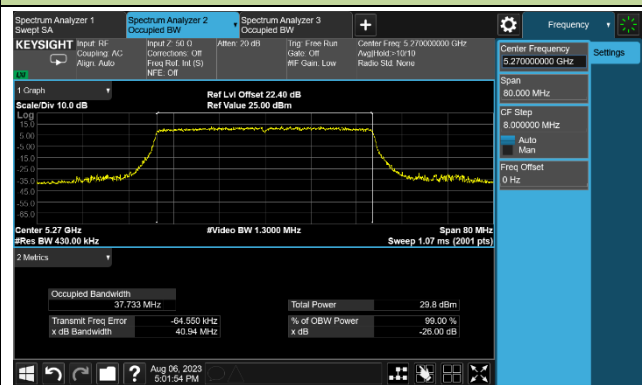 Spectrum Analyzer 1
Swept SA
Spectrum Analyzer 2
Occupied BW
Spectrum Analyzer 3
Occupied BW
+
Frequency
KEYSIGHT
Input: RF
Coupling: AC
Align: Auto
Input Z: 50 Ω
Corrections: Off
Freq Ref: Int (S)
NFE: Off
Atten: 20 dB
Trig: Free Run
Gate: Off
#IF Gain: Low
Center Freq: 5.270000000 GHz
Avg|Hold:>10/10
Radio Std: None
LXI
Center Frequency
5.270000000 GHz
Settings
Span
80.000 MHz
CF Step
8.000000 MHz
Auto
Man
Freq Offset
0 Hz
1 Graph
Scale/Div 10.0 dB
Ref Lvl Offset 22.40 dB
Ref Value 25.00 dBm
Log
15.0
5.00
-5.00
-15.0
-25.0
-35.0
-45.0
-55.0
-65.0
Center 5.27 GHz
#Res BW 430.00 kHz
#Video BW 1.3000 MHz
Span 80 MHz
Sweep 1.07 ms (2001 pts)
2 Metrics
Occupied Bandwidth
37.733 MHz
Total Power 29.8 dBm
Transmit Freq Error -64.550 kHz
% of OBW Power 99.00 %
x dB Bandwidth 40.94 MHz
x dB -26.00 dB
?
Aug 06, 2023
5:01:54 PM